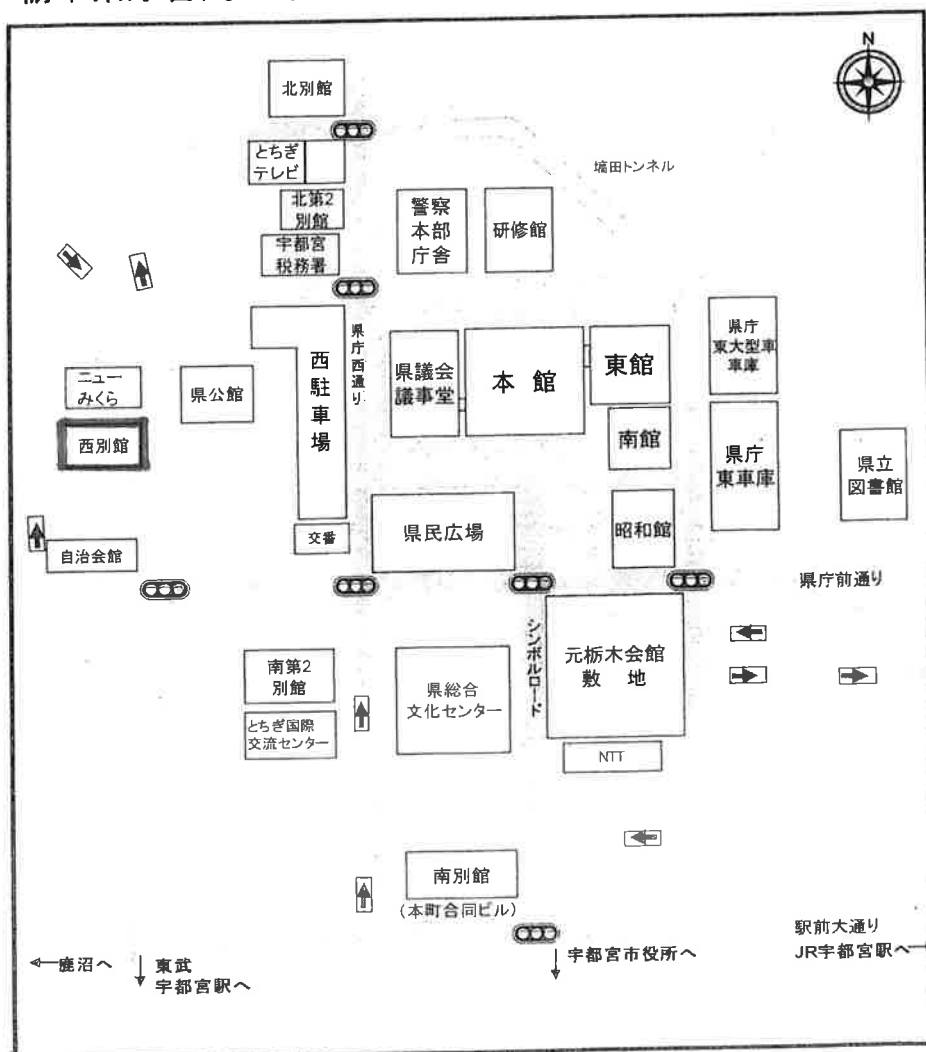 N
北別館
とちぎ
テレビ
塙田トンネル
北第2
別館
警察
本部
庁舎
研修館
宇都宮
税務署
県庁西通り
県庁
東大型車
車庫
西駐車場
県議会
議事堂
本館
東館
ニュー
みくら
県公館
西別館
南館
県庁
東車庫
県立
図書館
県民広場
昭和館
交番
自治会館
県庁前通り
シンボルロード
元栃木会館
敷地
南第2
別館
県総合
文化センター
とちぎ国際
交流センター
NTT
南別館
(本町合同ビル)
駅前大通り
JR宇都宮駅へ
宇都宮市役所へ
鹿沼へ
東武
宇都宮駅へ